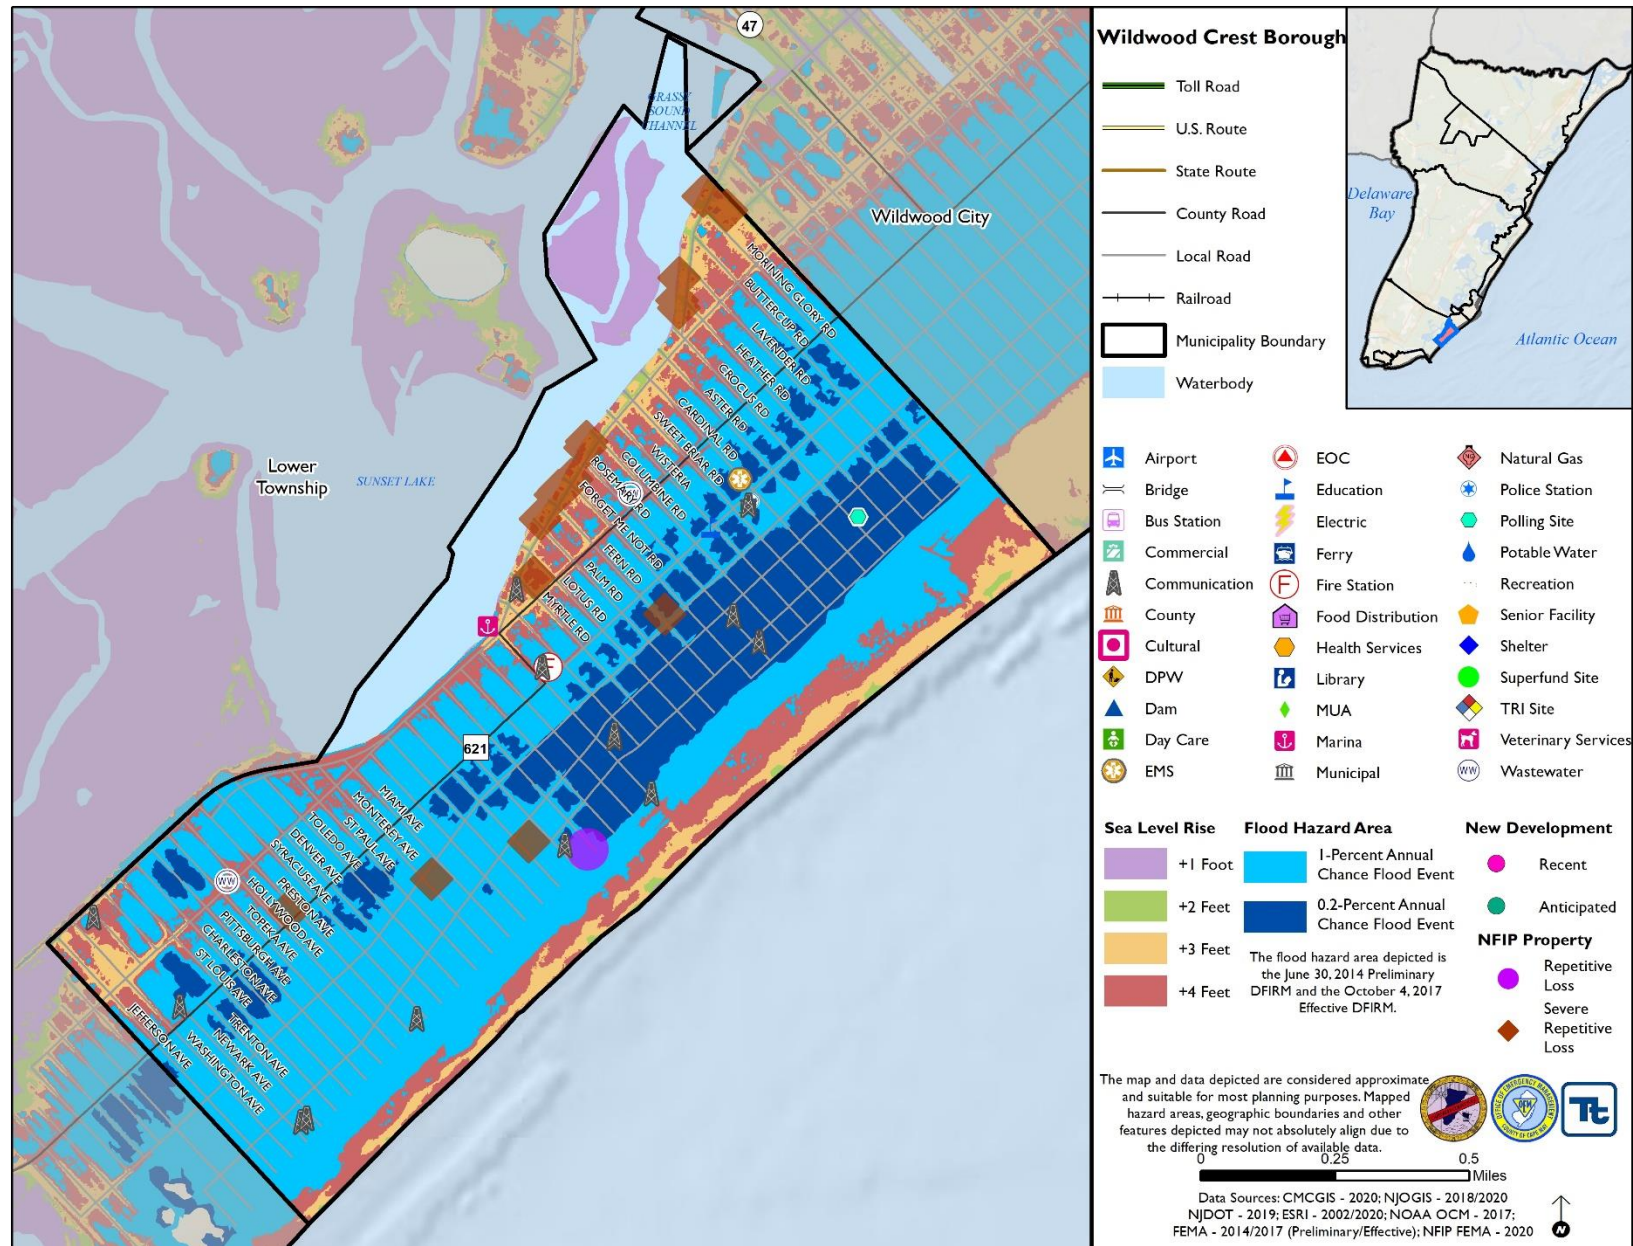 47
GRASSY
SOUND
CHANNEL
Wildwood City
MORINING GLORY RD
BUTTERCUP RD
LAVENDER RD
HEATHER RD
CROCUS RD
ASTER RD
CARDINAL RD
SWEET BRIAR RD
WISTERIA
COLUMBINE RD
ROSEMARY RD
FORGET ME NOT RD
FERN RD
PALM RD
LOTUS RD
MYRTLE RD
Lower
Township
SUNSET LAKE
F
621
MIAMI AVE
MONTEREY AVE
ST PAUL AVE
TOLEDO AVE
DENVER AVE
SYRACUSE AVE
PRESTON AVE
HOLLYWOOD AVE
TOPEKA AVE
PITTSBURGH AVE
CHARLESTON AVE
ST LOUIS AVE
TRENTON AVE
NEWARK AVE
WASHINGTON AVE
JEFFERSON AVE
WW
Wildwood Crest Borough
Toll Road
U.S. Route
State Route
County Road
Local Road
Railroad
Municipality Boundary
Waterbody
Delaware
Bay
Atlantic Ocean
Airport
Bridge
Bus Station
Commercial
Communication
County
Cultural
DPW
Dam
Day Care
EMS
EOC
Education
Electric
Ferry
F Fire Station
Food Distribution
Health Services
Library
MUA
Marina
Municipal
Natural Gas
Police Station
Polling Site
Potable Water
Recreation
Senior Facility
Shelter
Superfund Site
TRI Site
Veterinary Services
WW Wastewater
Sea Level Rise
+1 Foot
+2 Feet
+3 Feet
+4 Feet
Flood Hazard Area
1-Percent Annual
Chance Flood Event
0.2-Percent Annual
Chance Flood Event
The flood hazard area depicted is
the June 30, 2014 Preliminary
DFIRM and the October 4, 2017
Effective DFIRM.
New Development
Recent
Anticipated
NFIP Property
Repetitive
Loss
Severe
Repetitive
Loss
The map and data depicted are considered approximate
and suitable for most planning purposes. Mapped
hazard areas, geographic boundaries and other
features depicted may not absolutely align due to
the differing resolution of available data.
OFFICE OF EMERGENCY MANAGEMENT
OEM
COUNTY OF CAPE MAY
Tt
0 0.25 0.5
Miles
Data Sources: CMCGIS - 2020; NJOGIS - 2018/2020
NJDOT - 2019; ESRI - 2002/2020; NOAA OCM - 2017;
FEMA - 2014/2017 (Preliminary/Effective); NFIP FEMA - 2020
N